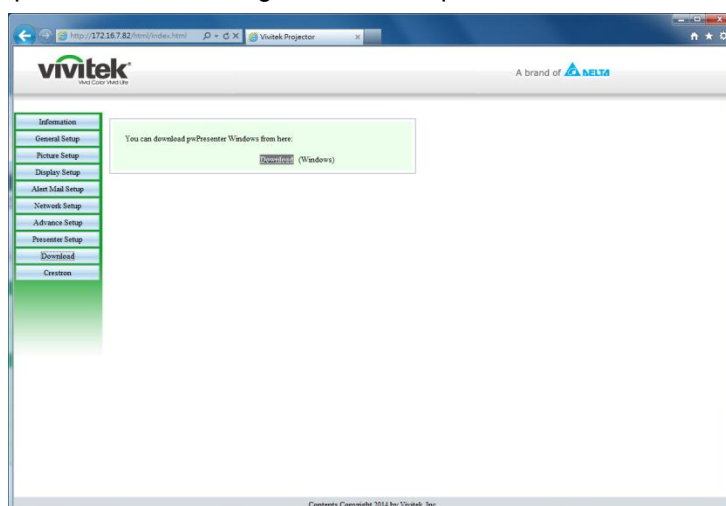 http://172.16.7.82/html/index.html
Vivitek Projector
vivitek
Vivid Color Vivid Life
A brand of DELTA
Information
General Setup
Picture Setup
Display Setup
Alert Mail Setup
Network Setup
Advance Setup
Presenter Setup
Download
Crestron
You can download pwPresenter Windows from here:
Download (Windows)
Contents Copyright 2014 by Vivitek, Inc